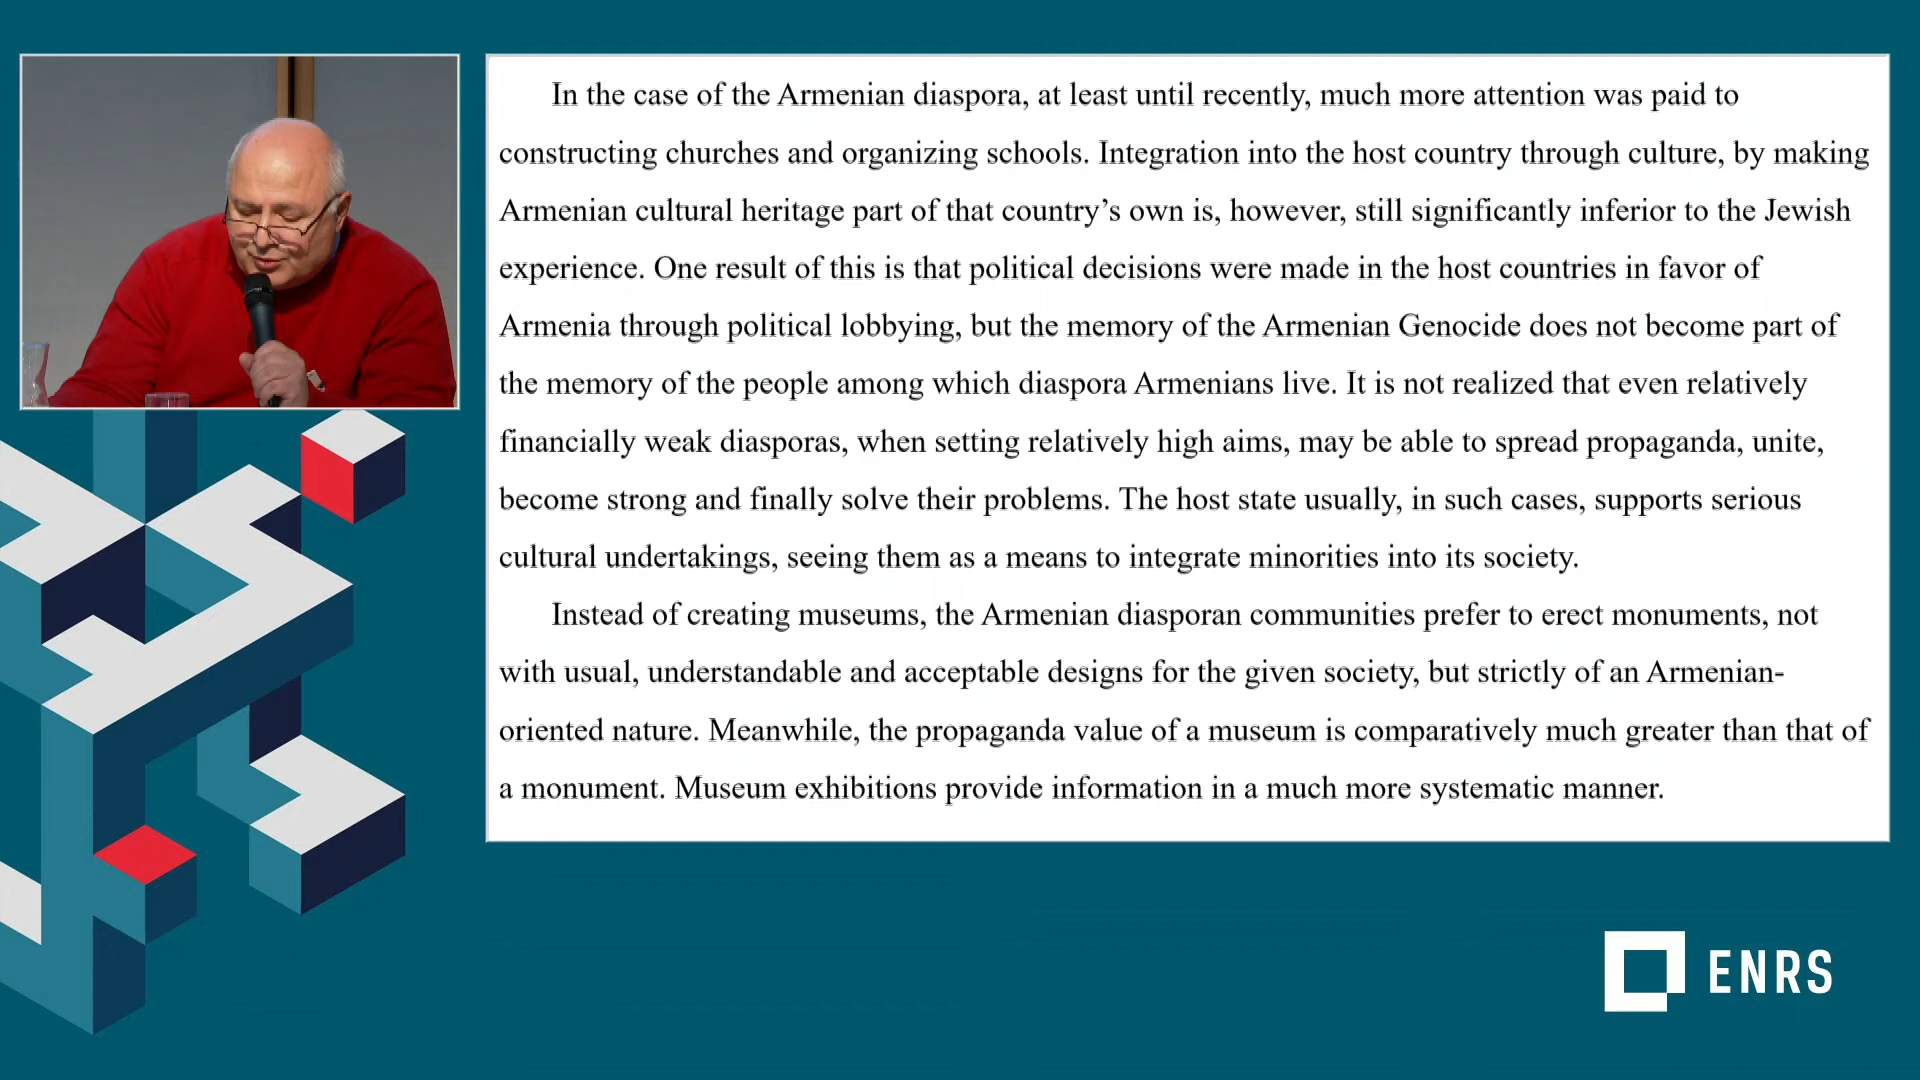 In the case of the Armenian diaspora, at least until recently, much more attention was paid to
constructing churches and organizing schools. Integration into the host country through culture, by making
Armenian cultural heritage part of that country’s own is, however, still significantly inferior to the Jewish
experience. One result of this is that political decisions were made in the host countries in favor of
Armenia through political lobbying, but the memory of the Armenian Genocide does not become part of
the memory of the people among which diaspora Armenians live. It is not realized that even relatively
financially weak diasporas, when setting relatively high aims, may be able to spread propaganda, unite,
become strong and finally solve their problems. The host state usually, in such cases, supports serious
cultural undertakings, seeing them as a means to integrate minorities into its society.
Instead of creating museums, the Armenian diasporan communities prefer to erect monuments, not
with usual, understandable and acceptable designs for the given society, but strictly of an Armenian-
oriented nature. Meanwhile, the propaganda value of a museum is comparatively much greater than that of
a monument. Museum exhibitions provide information in a much more systematic manner.
ENRS